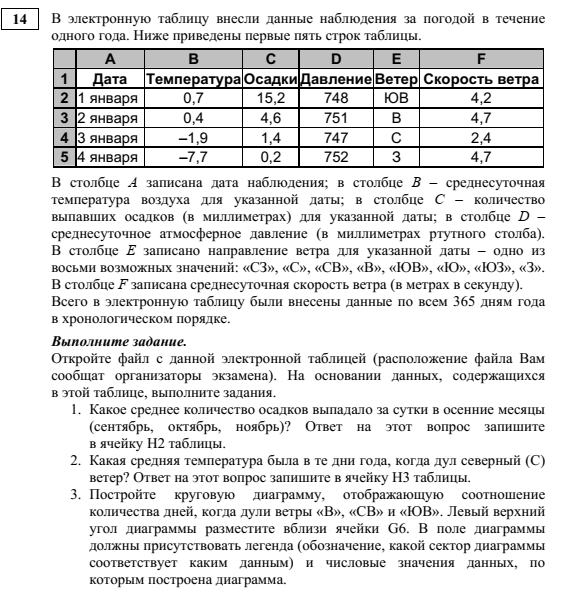 14
В электронную таблицу внесли данные наблюдения за погодой в течение
одного года. Ниже приведены первые пять строк таблицы.
A B C D E F
1 Дата Температура Осадки Давление Ветер Скорость ветра
2 1 января 0,7 15,2 748 ЮВ 4,2
3 2 января 0,4 4,6 751 В 4,7
4 3 января –1,9 1,4 747 С 2,4
5 4 января –7,7 0,2 752 З 4,7
В столбце A записана дата наблюдения; в столбце B – среднесуточная
температура воздуха для указанной даты; в столбце C – количество
выпавших осадков (в миллиметрах) для указанной даты; в столбце D –
среднесуточное атмосферное давление (в миллиметрах ртутного столба).
В столбце E записано направление ветра для указанной даты – одно из
восьми возможных значений: «СЗ», «С», «СВ», «В», «ЮВ», «Ю», «ЮЗ», «З».
В столбце F записана среднесуточная скорость ветра (в метрах в секунду).
Всего в электронную таблицу были внесены данные по всем 365 дням года
в хронологическом порядке.
Выполните задание.
Откройте файл с данной электронной таблицей (расположение файла Вам
сообщат организаторы экзамена). На основании данных, содержащихся
в этой таблице, выполните задания.
1. Какое среднее количество осадков выпадало за сутки в осенние месяцы
(сентябрь, октябрь, ноябрь)? Ответ на этот вопрос запишите
в ячейку H2 таблицы.
2. Какая средняя температура была в те дни года, когда дул северный (С)
ветер? Ответ на этот вопрос запишите в ячейку H3 таблицы.
3. Постройте круговую диаграмму, отображающую соотношение
количества дней, когда дули ветры «В», «СВ» и «ЮВ». Левый верхний
угол диаграммы разместите вблизи ячейки G6. В поле диаграммы
должны присутствовать легенда (обозначение, какой сектор диаграммы
соответствует каким данным) и числовые значения данных, по
которым построена диаграмма.